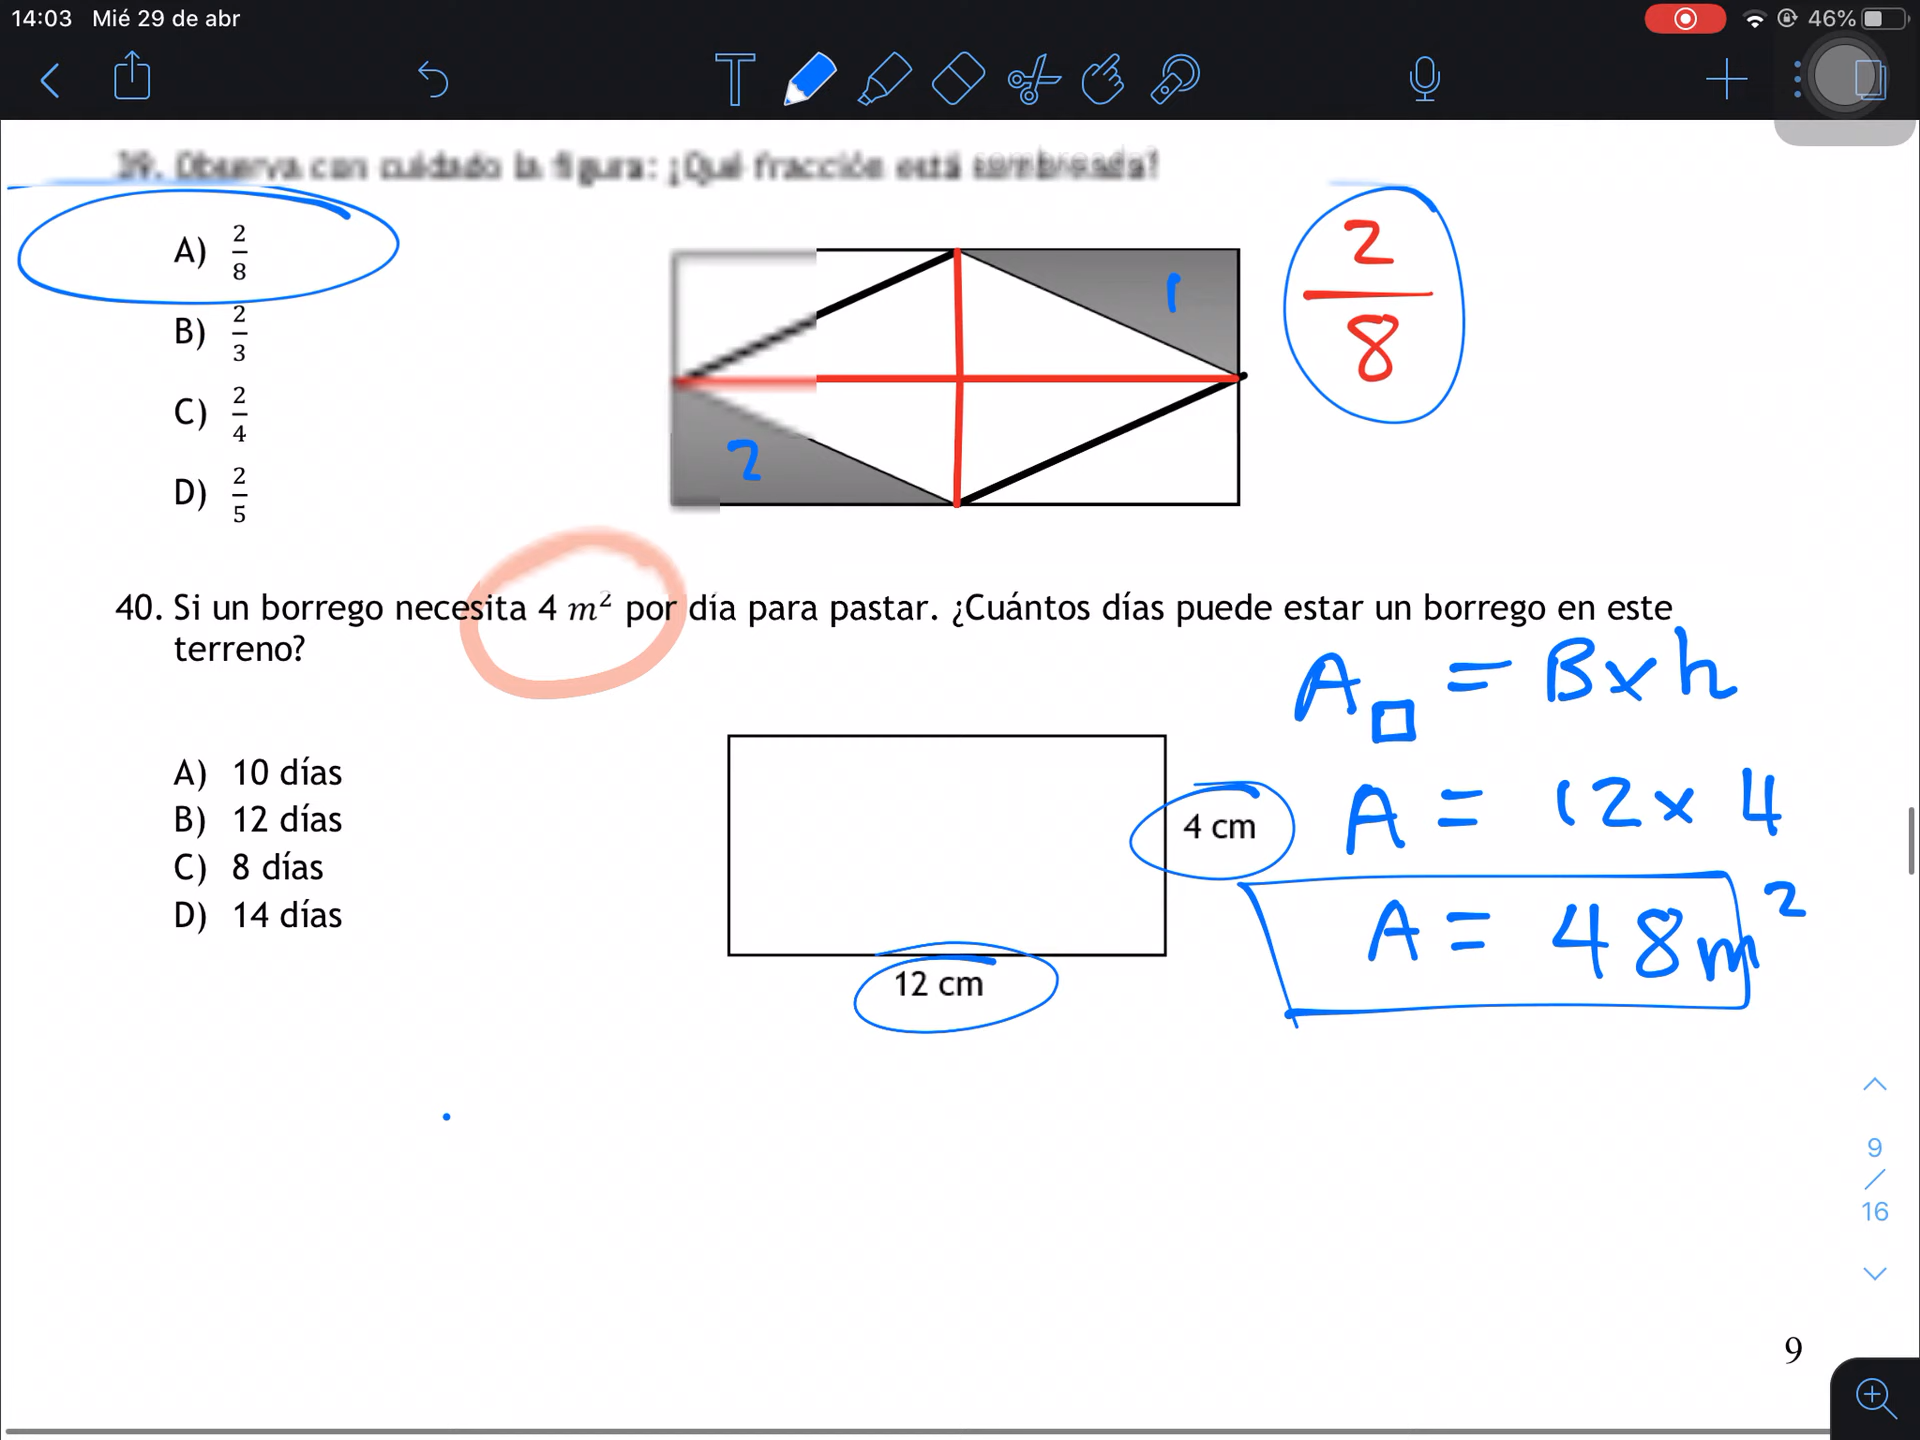 14:03 Mié 29 de abr 46%
39. Observa con cuidado la figura: ¿Qué fracción está sombreada?
A) 2/8
B) 2/3
C) 2/4
D) 2/5
1
2
2/8
40. Si un borrego necesita 4 m² por día para pastar. ¿Cuántos días puede estar un borrego en este
terreno?
A) 10 días
B) 12 días
C) 8 días
D) 14 días
4 cm
12 cm
A□ = B x h
A = 12 x 4
A = 48 m²
9
/
16
9